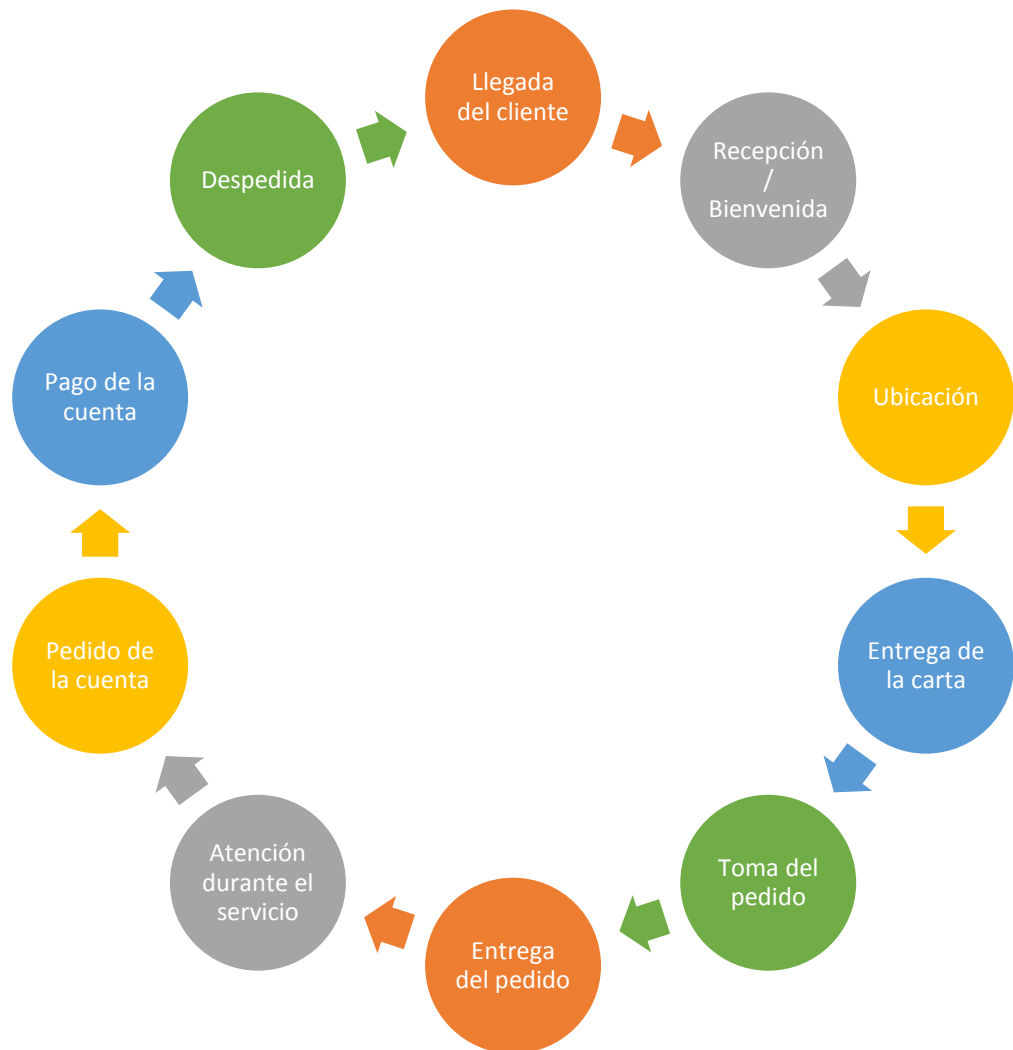 Llegada
del cliente
Recepción
/
Bienvenida
Ubicación
Entrega de
la carta
Toma del
pedido
Entrega
del pedido
Atención
durante el
servicio
Pedido de
la cuenta
Pago de la
cuenta
Despedida